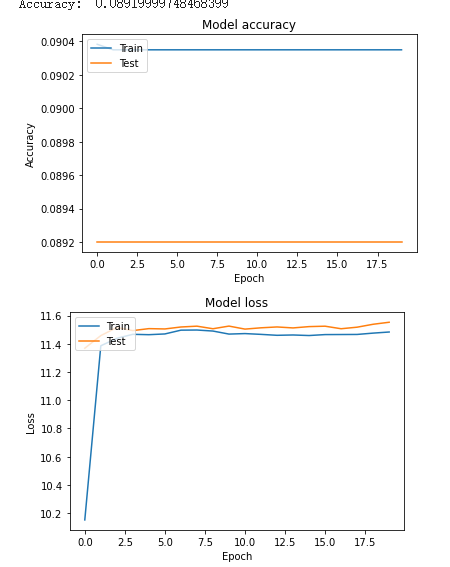 Accuracy: 0.08919999748468399
Model accuracy
0.0904
0.0902
0.0900
0.0898
0.0896
0.0894
0.0892
Accuracy
Train
Test
0.0 2.5 5.0 7.5 10.0 12.5 15.0 17.5
Epoch
Model loss
11.6
11.4
11.2
11.0
10.8
10.6
10.4
10.2
Loss
Train
Test
0.0 2.5 5.0 7.5 10.0 12.5 15.0 17.5
Epoch